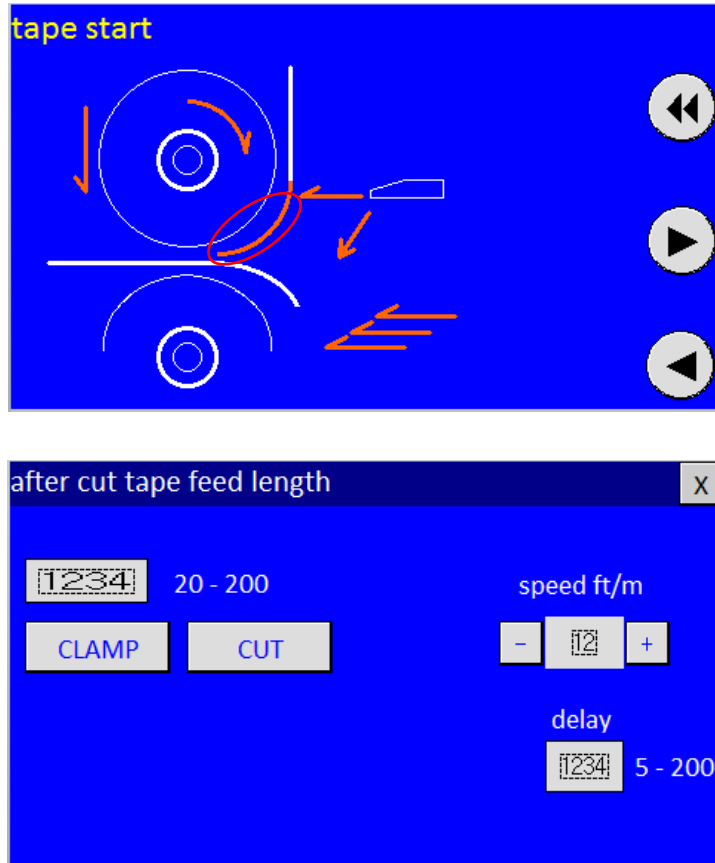 tape start
after cut tape feed length
X
1234 20 - 200
speed ft/m
CLAMP CUT
- 12 +
delay
1234 5 - 200